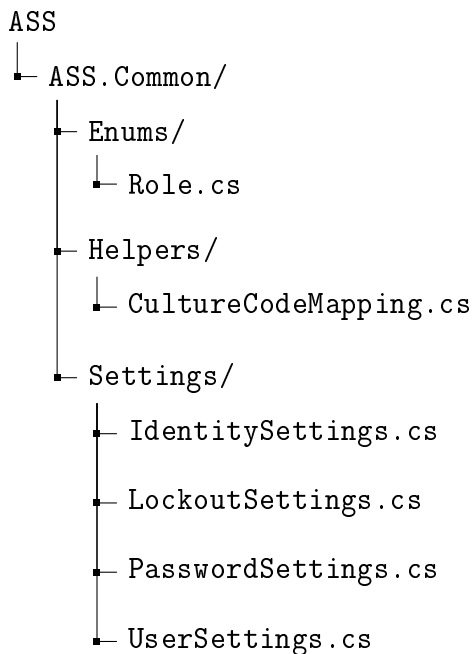 ASS
ASS.Common/
Enums/
Role.cs
Helpers/
CultureCodeMapping.cs
Settings/
IdentitySettings.cs
LockoutSettings.cs
PasswordSettings.cs
UserSettings.cs